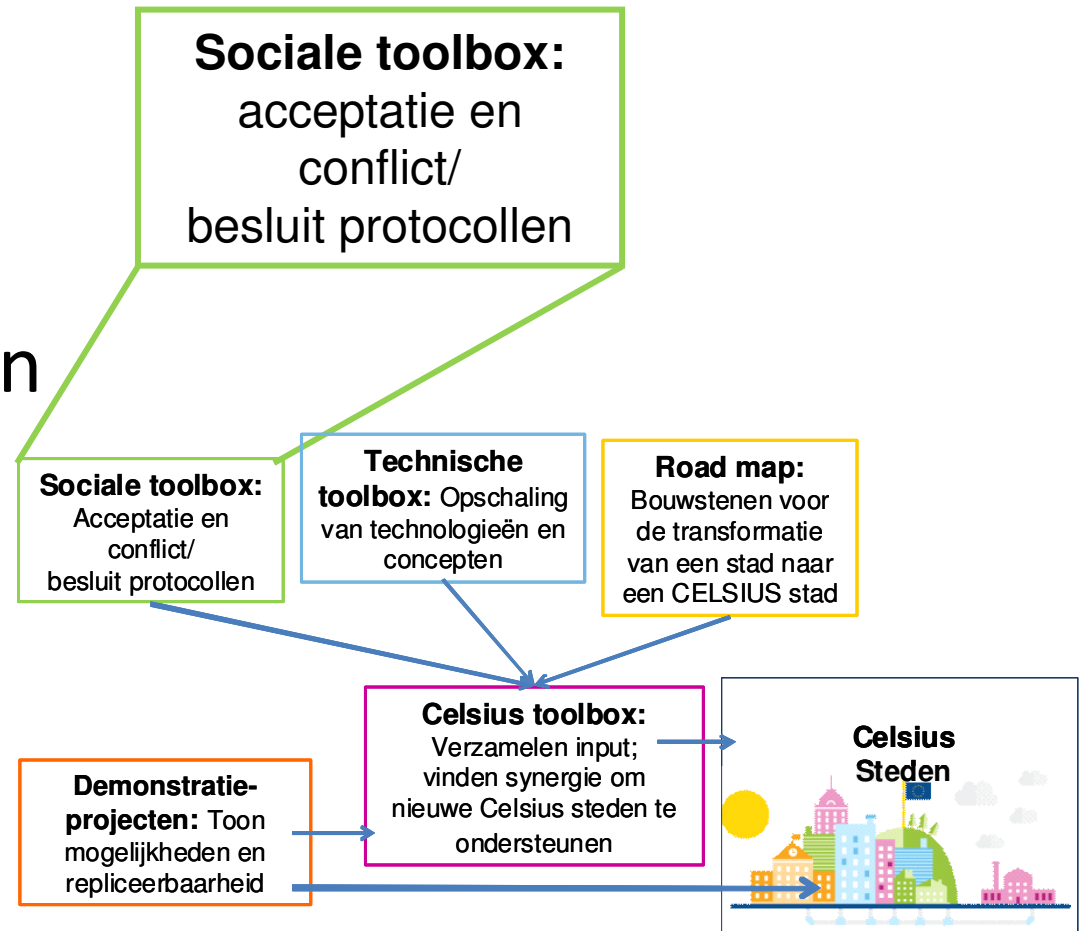 Sociale toolbox:
acceptatie en
conflict/
besluit protocollen
n
Sociale toolbox:
Acceptatie en
conflict/
besluit protocollen
Technische
toolbox: Opschaling
van technologieën en
concepten
Road map:
Bouwstenen voor
de transformatie
van een stad naar
een CELSIUS stad
Celsius toolbox:
Verzamelen input;
vinden synergie om
nieuwe Celsius steden te
ondersteunen
Celsius
Steden
Demonstratie-
projecten: Toon
mogelijkheden en
repliceerbaarheid